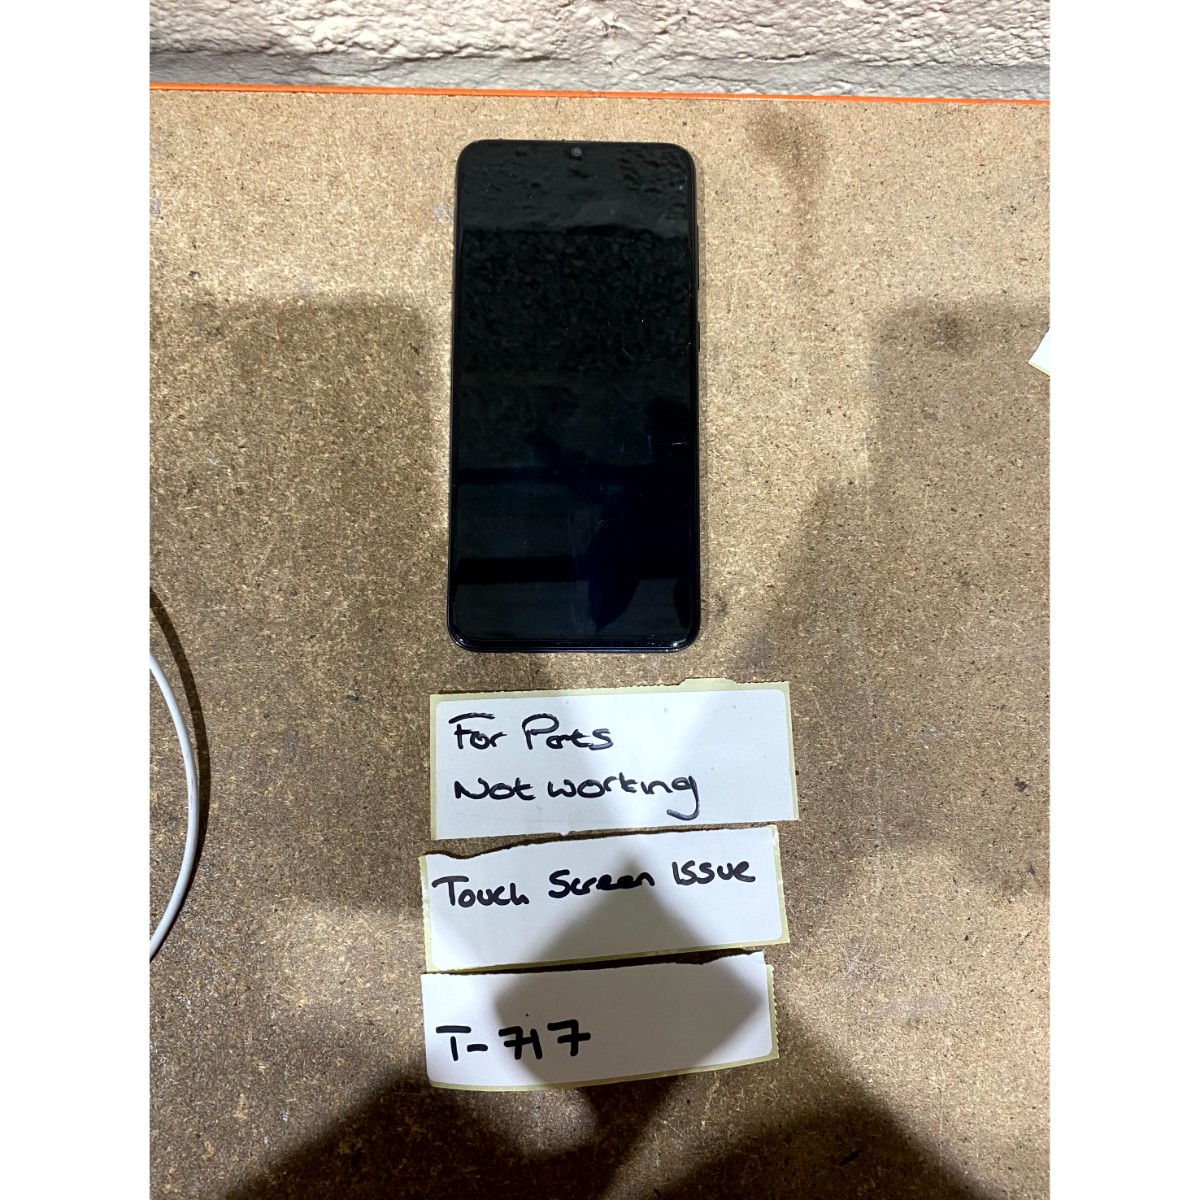 For Parts
Not working
Touch Screen Issue
T-717